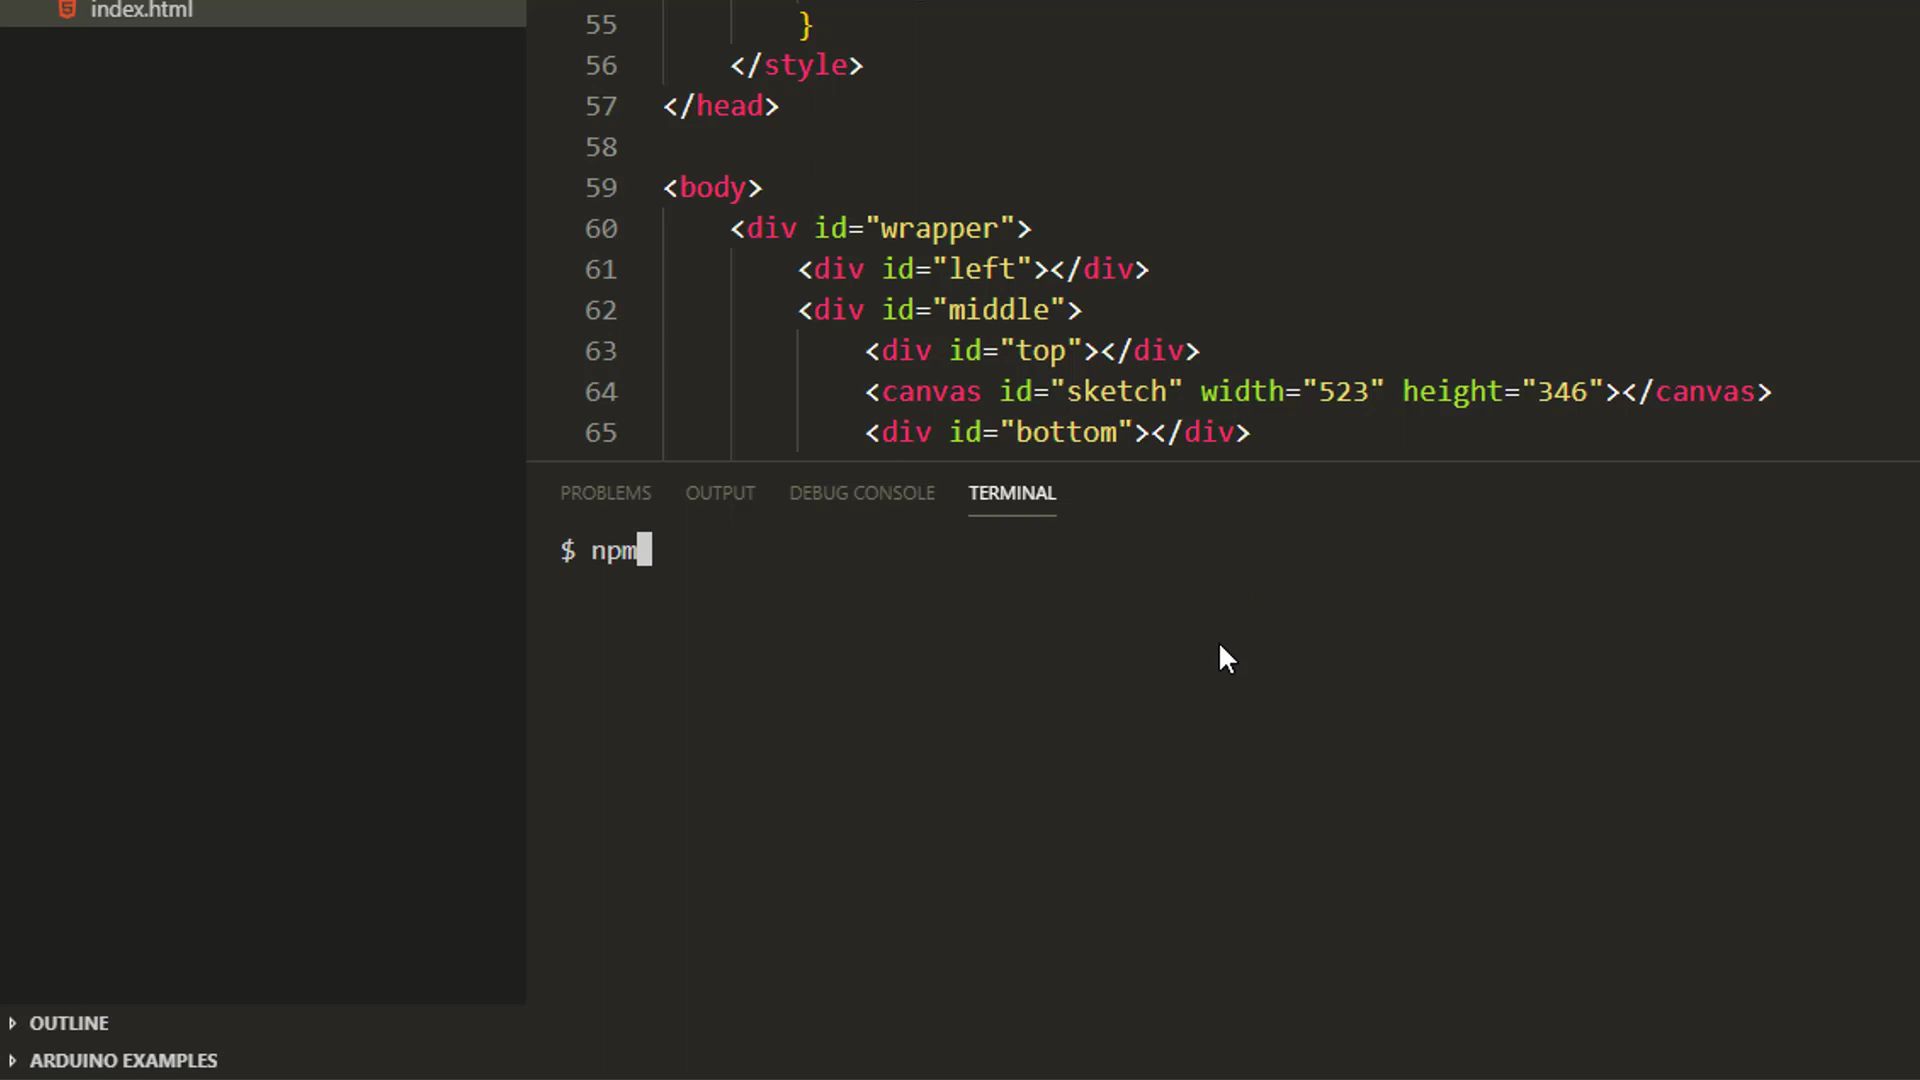 index.html
55 }
56 </style>
57 </head>
58
59 <body>
60 <div id="wrapper">
61 <div id="left"></div>
62 <div id="middle">
63 <div id="top"></div>
64 <canvas id="sketch" width="523" height="346"></canvas>
65 <div id="bottom"></div>
PROBLEMS OUTPUT DEBUG CONSOLE TERMINAL
$ npm
OUTLINE
ARDUINO EXAMPLES